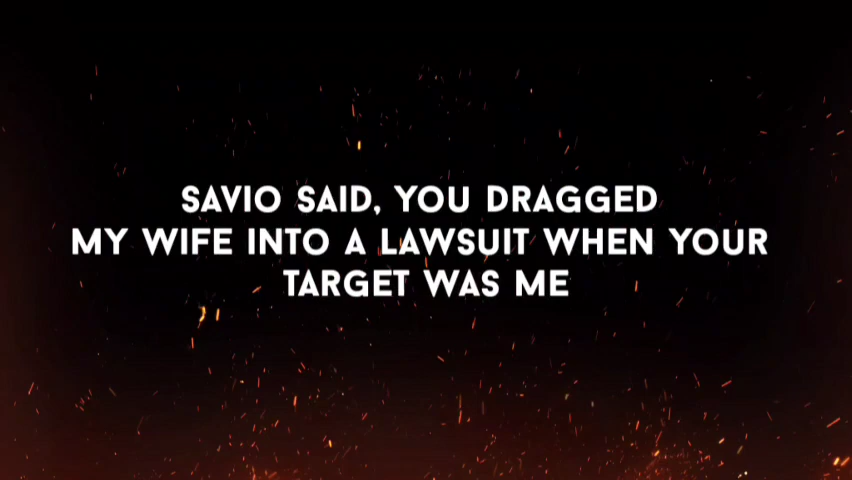 SAVIO SAID, YOU DRAGGED
MY WIFE INTO A LAWSUIT WHEN YOUR
TARGET WAS ME